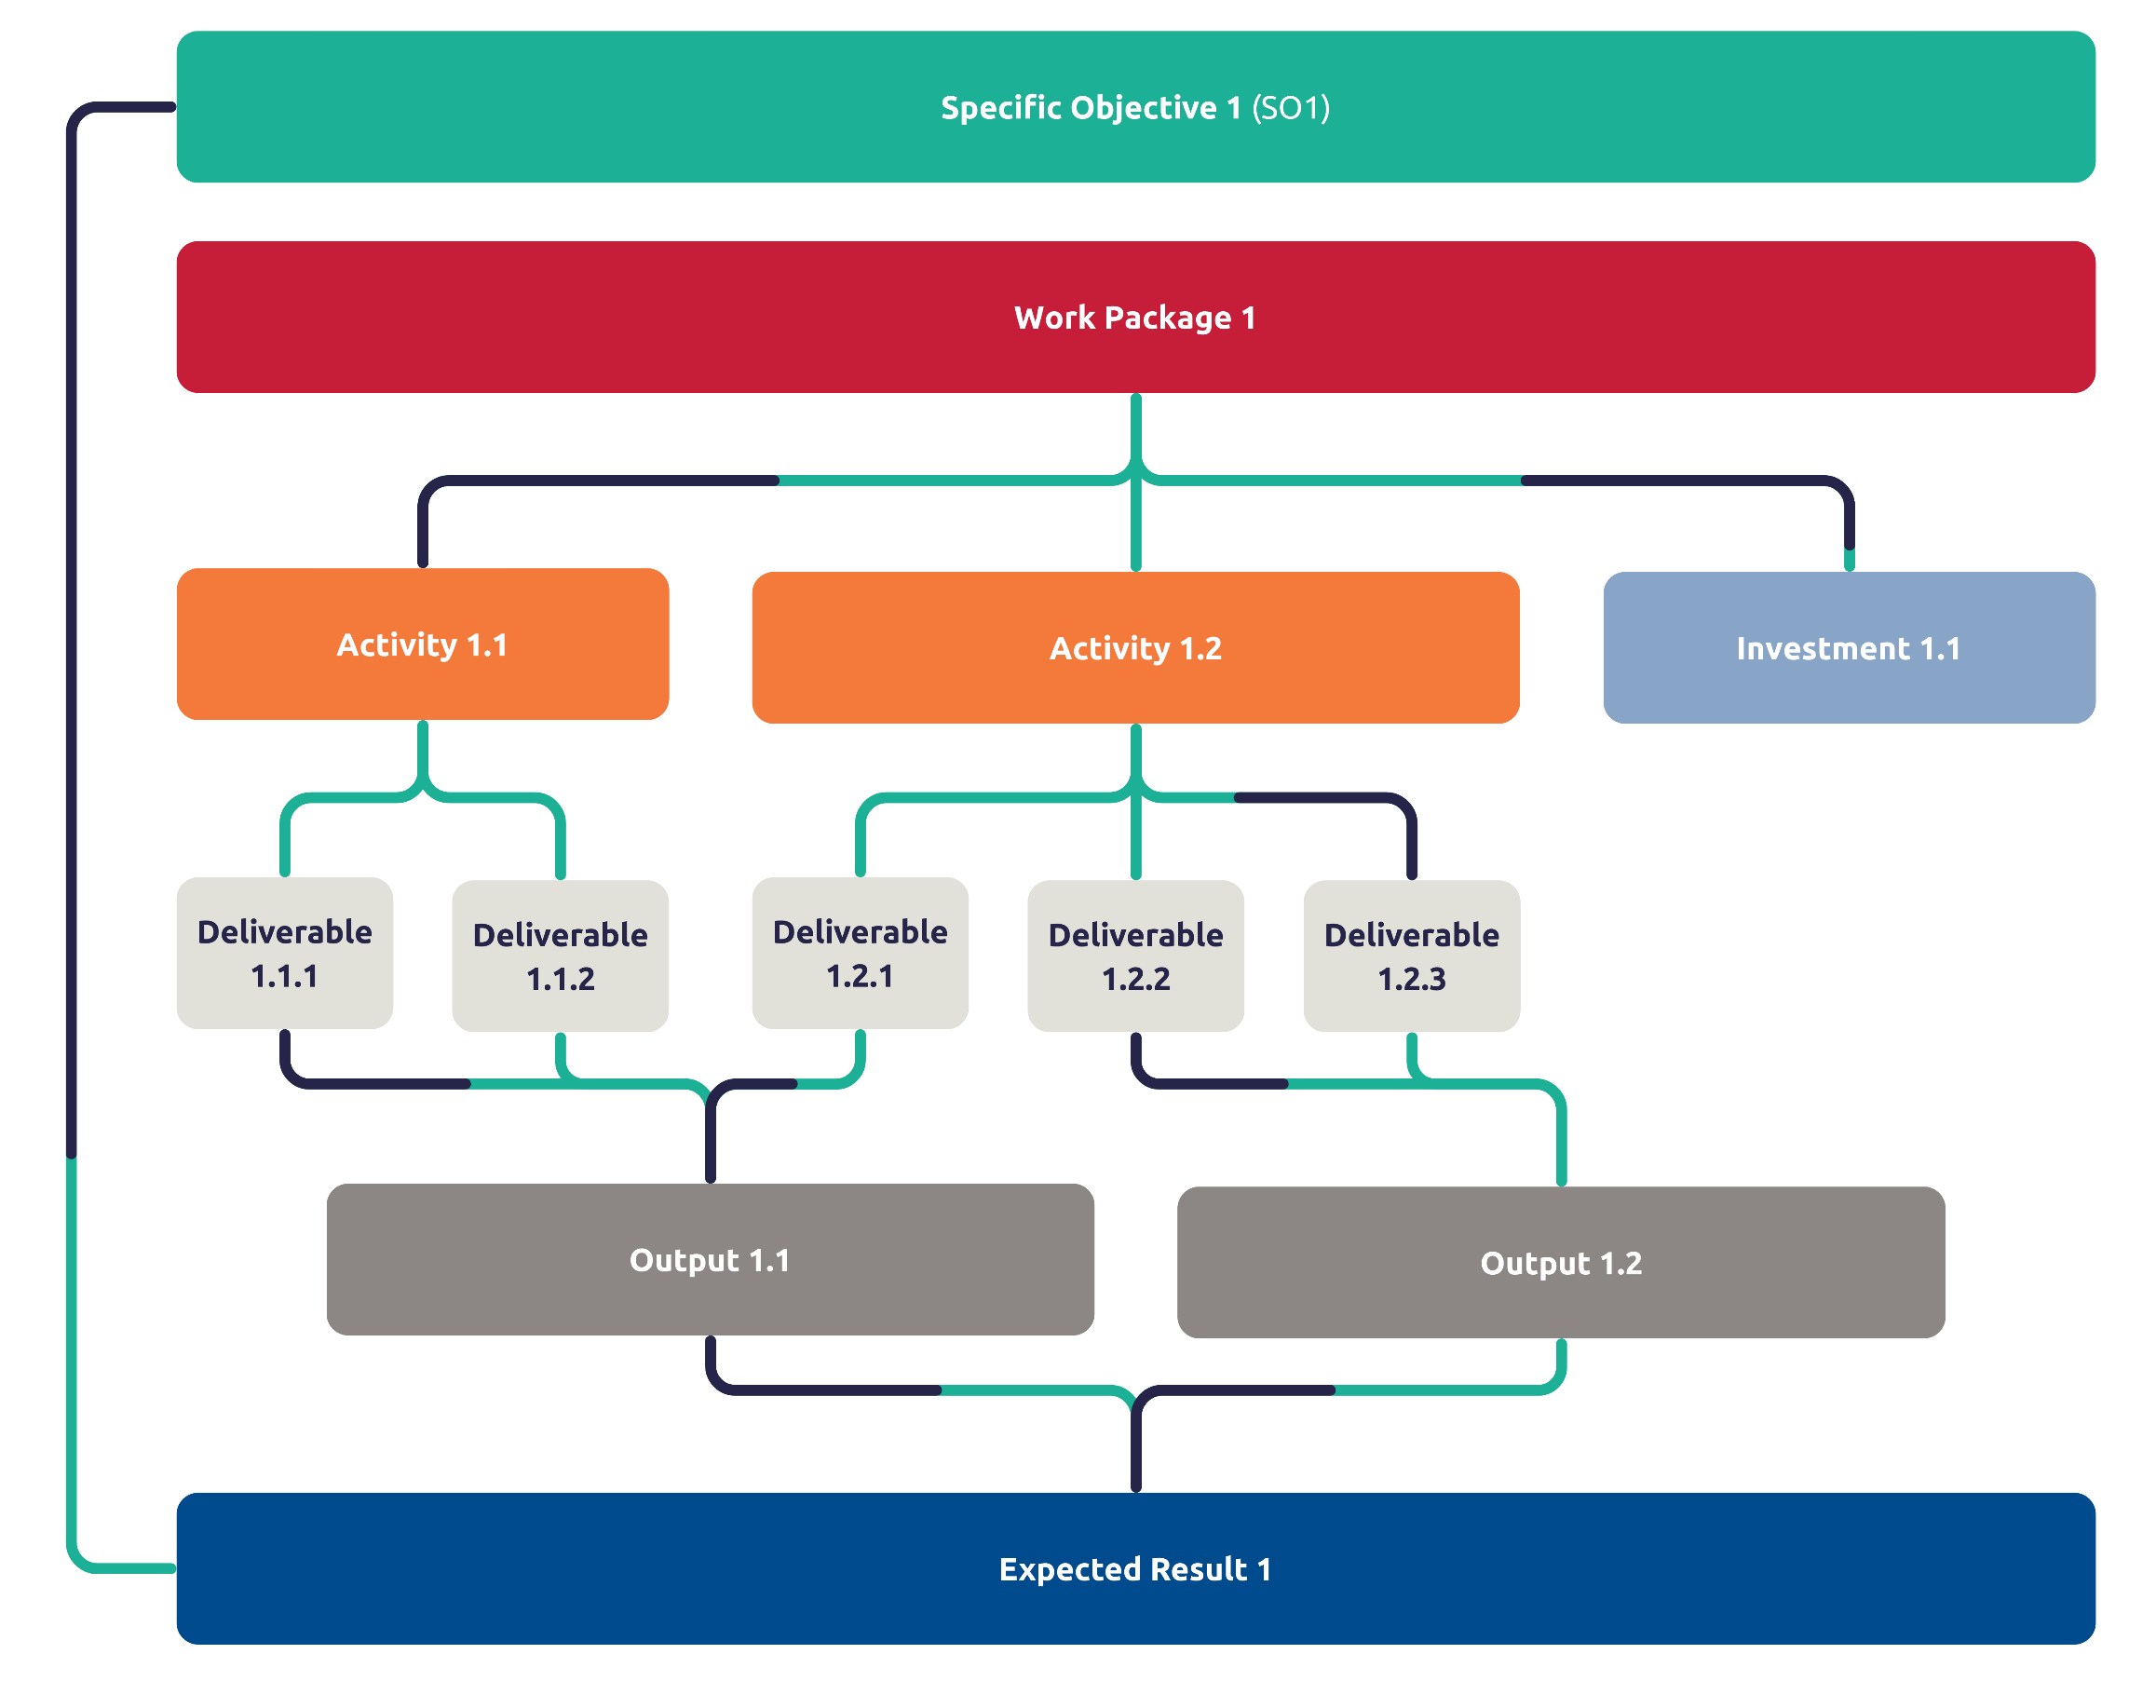 Specific Objective 1 (SO1)
Work Package 1
Activity 1.1
Activity 1.2
Investment 1.1
Deliverable
1.1.1
Deliverable
1.1.2
Deliverable
1.2.1
Deliverable
1.2.2
Deliverable
1.2.3
Output 1.1
Output 1.2
Expected Result 1